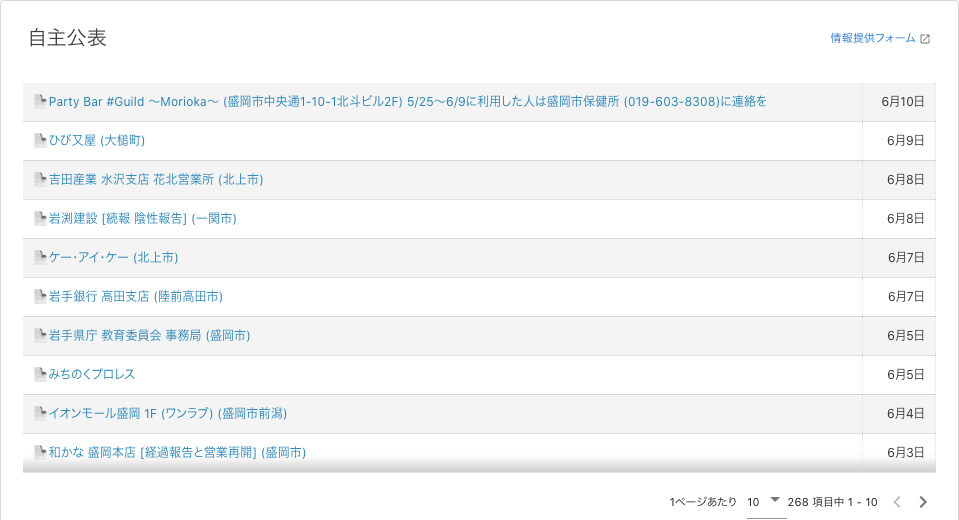 自主公表
情報提供フォーム
Party Bar #Guild 〜Morioka〜 (盛岡市中央通1-10-1北斗ビル2F) 5/25〜6/9に利用した人は盛岡市保健所 (019-603-8308)に連絡を 6月10日
ひび又屋 (大槌町) 6月9日
吉田産業 水沢支店 花北営業所 (北上市) 6月8日
岩渕建設 [続報 陰性報告] (一関市) 6月8日
ケー・アイ・ケー (北上市) 6月7日
岩手銀行 高田支店 (陸前高田市) 6月7日
岩手県庁 教育委員会 事務局 (盛岡市) 6月5日
みちのくプロレス 6月5日
イオンモール盛岡 1F (ワンラブ) (盛岡市前潟) 6月4日
和かな 盛岡本店 [経過報告と営業再開] (盛岡市) 6月3日
1ページあたり 10 268 項目中 1 - 10